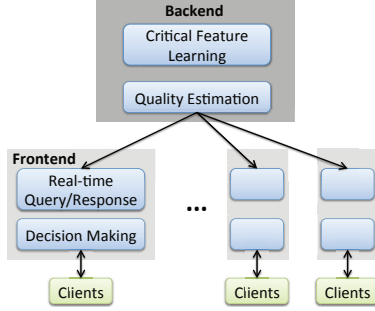 Backend
Critical Feature
Learning
Quality Estimation
Frontend
Real-time
Query/Response
Decision Making
...
Clients
Clients
Clients